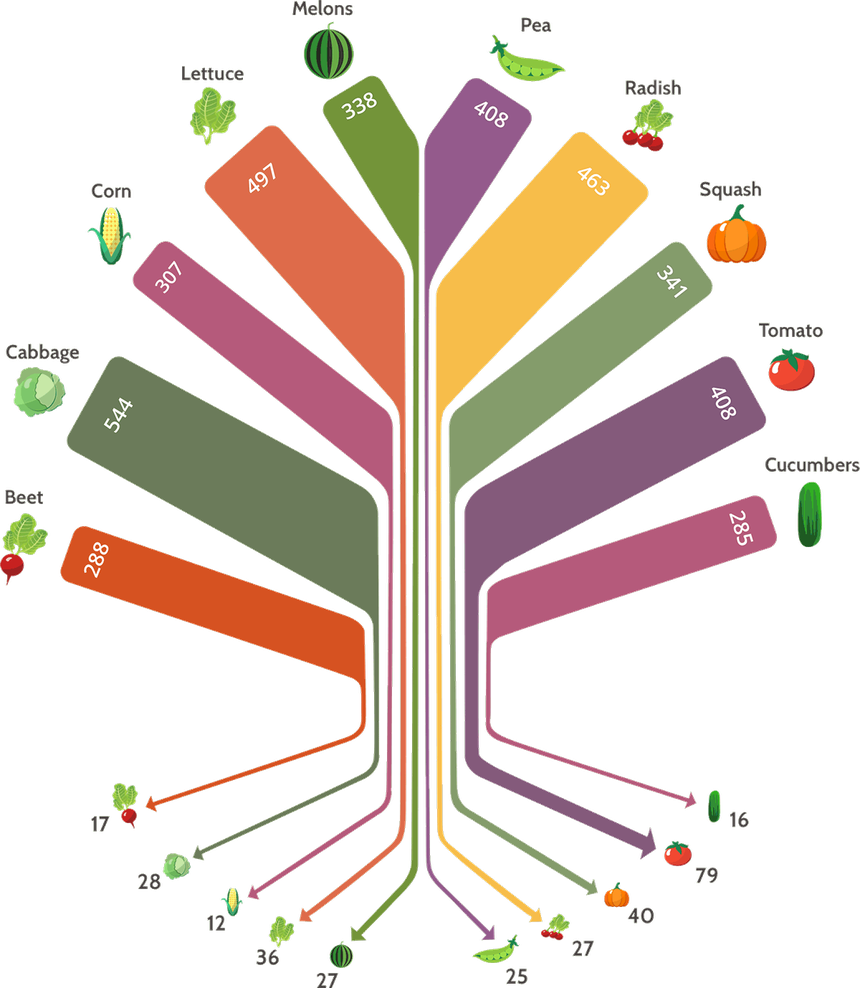 Melons
Pea
Lettuce
Radish
Corn
Squash
Cabbage
Tomato
Beet
Cucumbers
338
408
497
463
307
341
544
408
288
285
17
16
28
79
12
40
36
27
27
25